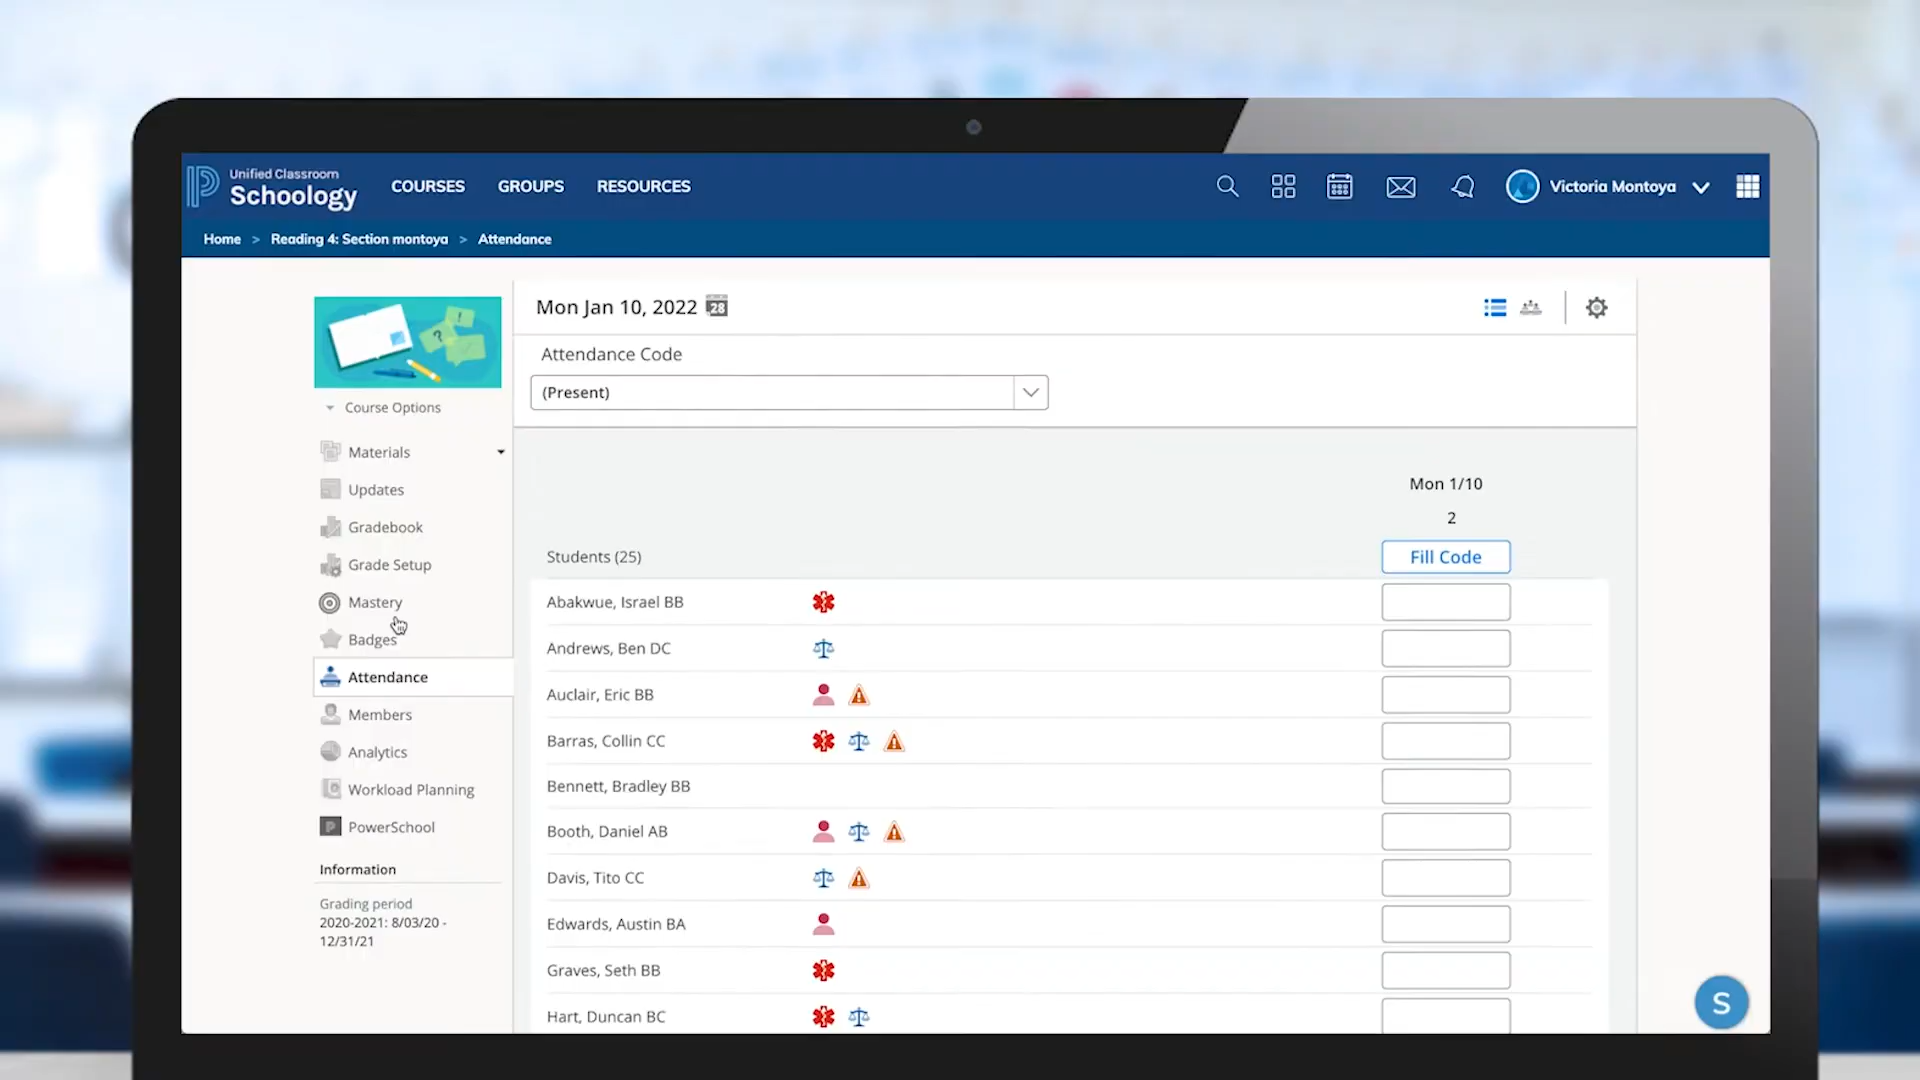 Unified Classroom
Schoology
COURSES GROUPS RESOURCES
Victoria Montoya
Home > Reading 4: Section montoya > Attendance
Mon Jan 10, 2022 28
Attendance Code
(Present)
! ?
Course Options
Materials
Updates
Gradebook
Grade Setup
Mastery
Badges
Attendance
Members
Analytics
Workload Planning
P PowerSchool
Information
Grading period
2020-2021: 8/03/20 -
12/31/21
Mon 1/10
2
Students (25) Fill Code
Abakwue, Israel BB
Andrews, Ben DC
Auclair, Eric BB
Barras, Collin CC
Bennett, Bradley BB
Booth, Daniel AB
Davis, Tito CC
Edwards, Austin BA
Graves, Seth BB
Hart, Duncan BC
S